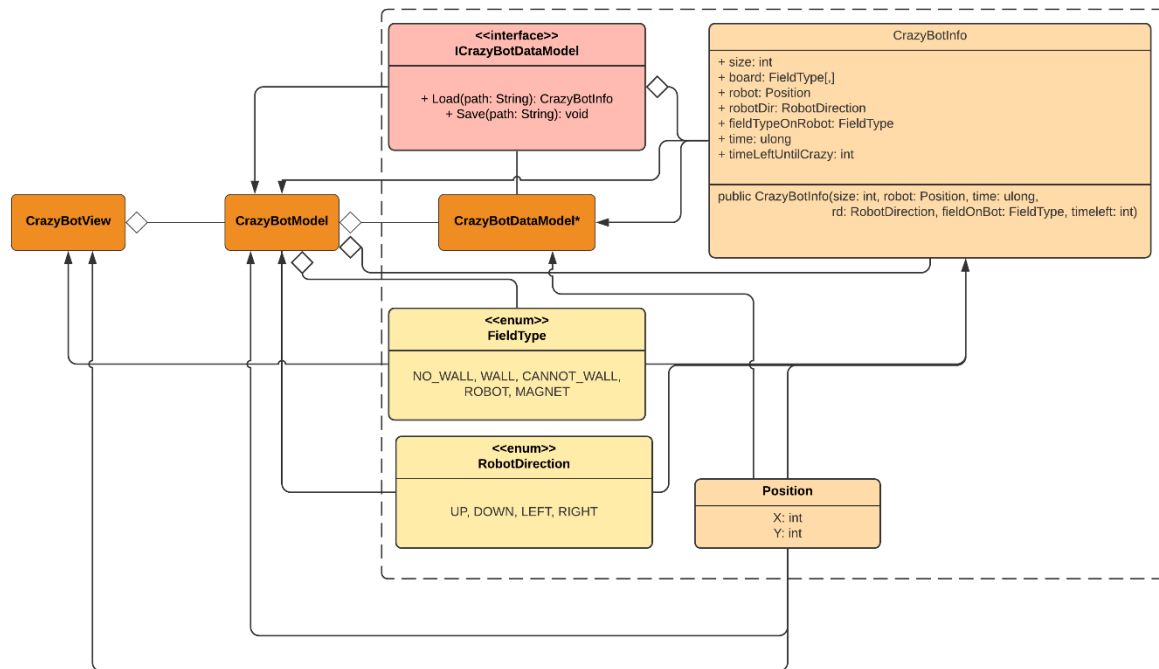 <<interface>>
ICrazyBotDataModel
+ Load(path: String): CrazyBotInfo
+ Save(path: String): void
CrazyBotInfo
+ size: int
+ board: FieldType[,]
+ robot: Position
+ robotDir: RobotDirection
+ fieldTypeOnRobot: FieldType
+ time: ulong
+ timeLeftUntilCrazy: int
public CrazyBotInfo(size: int, robot: Position, time: ulong,
rd: RobotDirection, fieldOnBot: FieldType, timeleft: int)
CrazyBotView
CrazyBotModel
CrazyBotDataModel*
<<enum>>
FieldType
NO_WALL, WALL, CANNOT_WALL,
ROBOT, MAGNET
<<enum>>
RobotDirection
UP, DOWN, LEFT, RIGHT
Position
X: int
Y: int